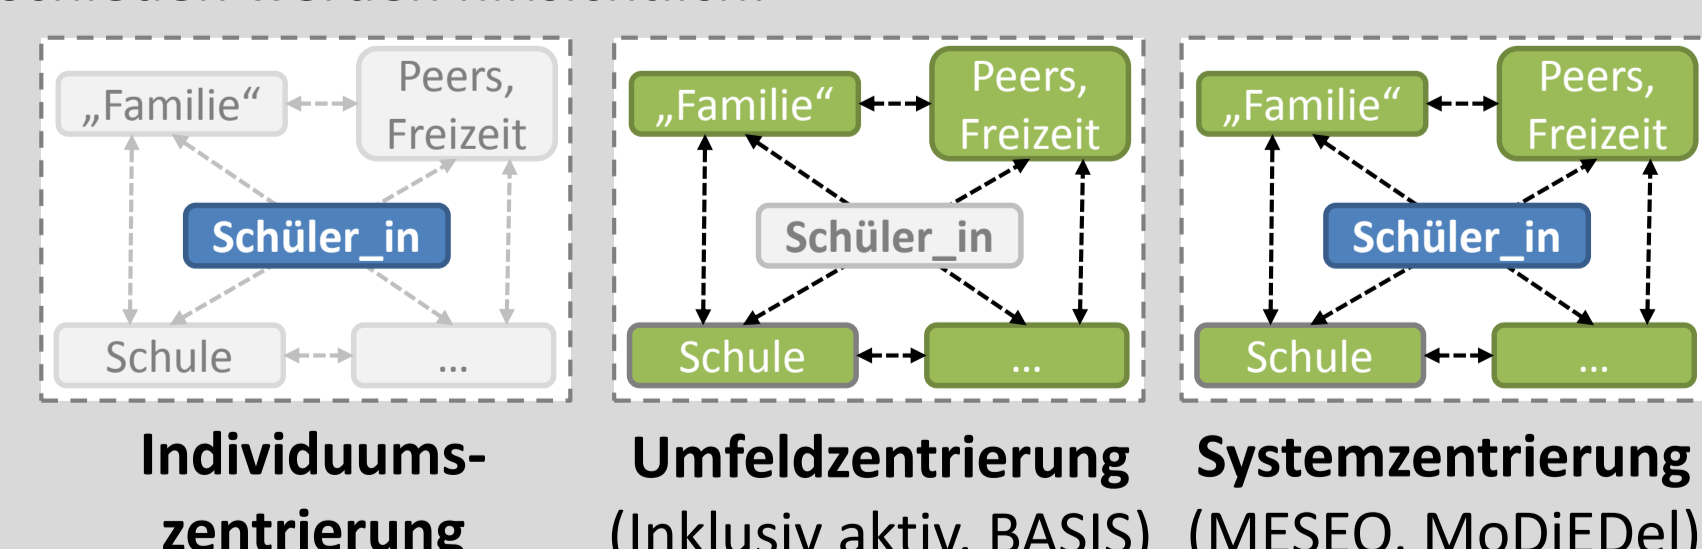 „Familie“
Peers,
Freizeit
Schüler_in
Schule
...
Individuums-
zentrierung
„Familie“
Peers,
Freizeit
Schüler_in
Schule
...
Umfeldzentrierung
(Inklusiv aktiv, BASIS)
„Familie“
Peers,
Freizeit
Schüler_in
Schule
...
Systemzentrierung
(MESEO, MoDiEDel)